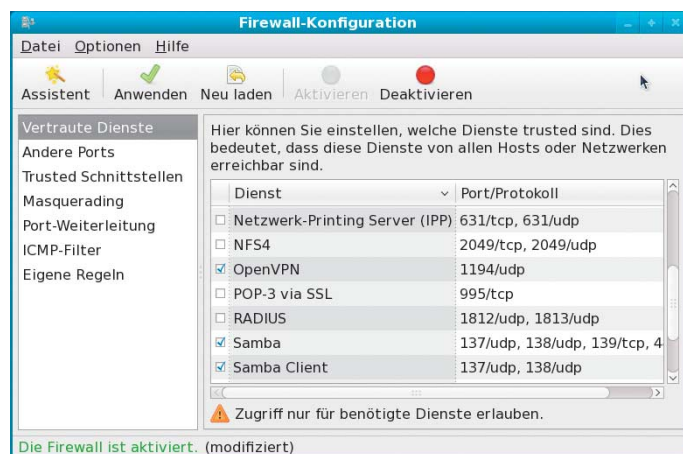 Firewall-Konfiguration
Datei Optionen Hilfe
Assistent Anwenden Neu laden Aktivieren Deaktivieren
Vertraute Dienste
Andere Ports
Trusted Schnittstellen
Masquerading
Port-Weiterleitung
ICMP-Filter
Eigene Regeln
Hier können Sie einstellen, welche Dienste trusted sind. Dies
bedeutet, dass diese Dienste von allen Hosts oder Netzwerken
erreichbar sind.
Dienst Port/Protokoll
Netzwerk-Printing Server (IPP) 631/tcp, 631/udp
NFS4 2049/tcp, 2049/udp
OpenVPN 1194/udp
POP-3 via SSL 995/tcp
RADIUS 1812/udp, 1813/udp
Samba 137/udp, 138/udp, 139/tcp, 4
Samba Client 137/udp, 138/udp
Zugriff nur für benötigte Dienste erlauben.
Die Firewall ist aktiviert. (modifiziert)